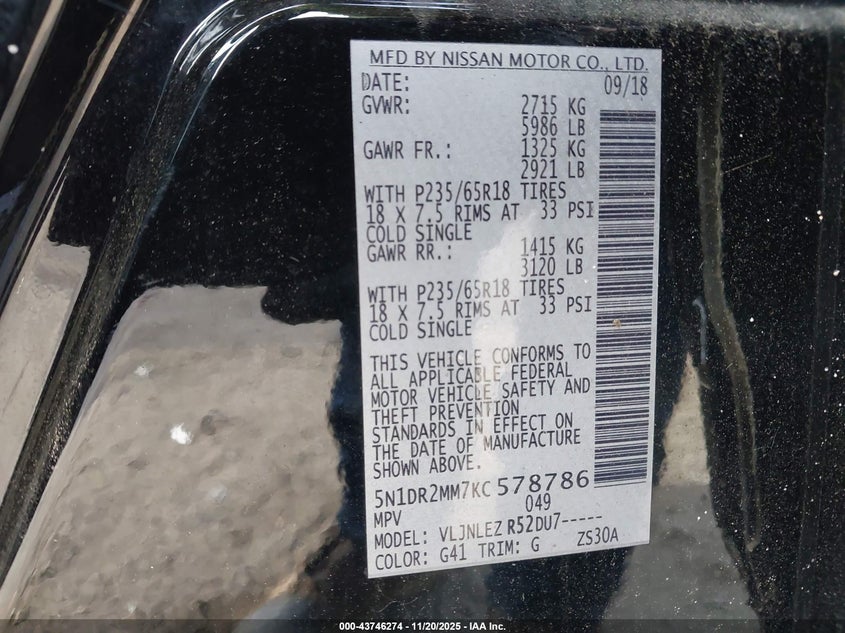 MFD BY NISSAN MOTOR CO., LTD.
DATE: 09/18
GVWR: 2715 KG
5986 LB
GAWR FR.: 1325 KG
2921 LB
WITH P235/65R18 TIRES
18 X 7.5 RIMS AT 33 PSI
COLD SINGLE
GAWR RR.: 1415 KG
3120 LB
WITH P235/65R18 TIRES
18 X 7.5 RIMS AT 33 PSI
COLD SINGLE
THIS VEHICLE CONFORMS TO
ALL APPLICABLE FEDERAL
MOTOR VEHICLE SAFETY AND
THEFT PREVENTION
STANDARDS IN EFFECT ON
THE DATE OF MANUFACTURE
SHOWN ABOVE.
5N1DR2MM7KC 578786
MPV 049
MODEL: VLJNLEZ R52DU7-----
COLOR: G41 TRIM: G ZS30A
000-43746274 - 11/20/2025 - IAA Inc.